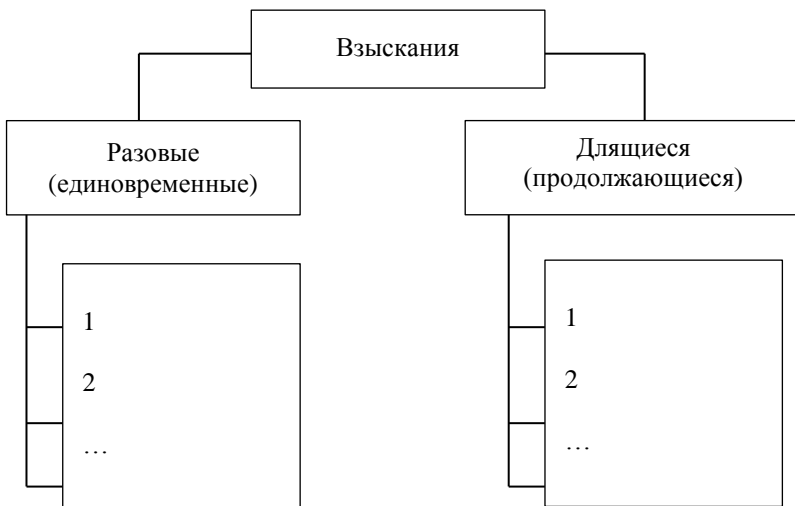 Взыскания
Разовые
(единовременные)
Длящиеся
(продолжающиеся)
1
2
…
1
2
…